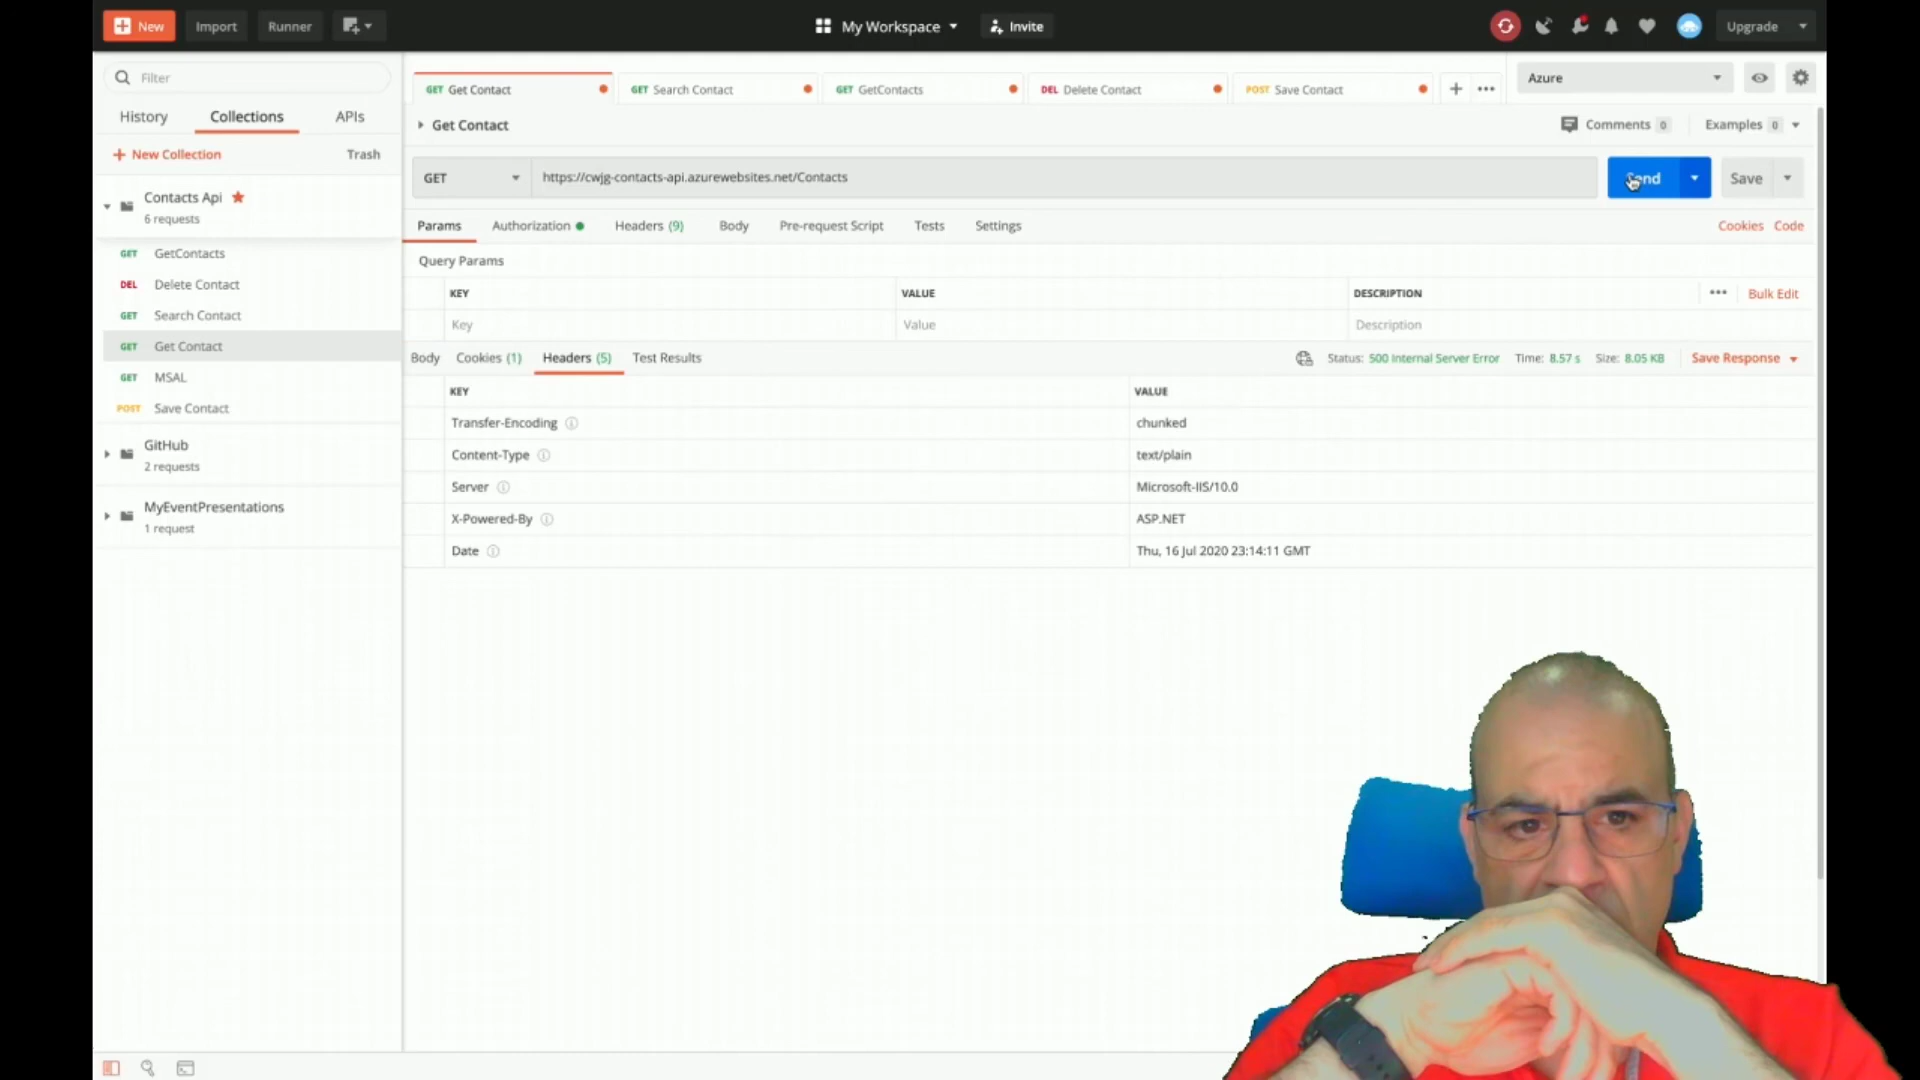 New
Import
Runner
My Workspace
Invite
Upgrade
Filter
History
Collections
APIs
New Collection
Trash
Contacts Api
6 requests
GET GetContacts
DEL Delete Contact
GET Search Contact
GET Get Contact
GET MSAL
POST Save Contact
GitHub
2 requests
MyEventPresentations
1 request
GET Get Contact
GET Search Contact
GET GetContacts
DEL Delete Contact
POST Save Contact
Azure
Get Contact
Comments 0
Examples 0
GET
https://cwjg-contacts-api.azurewebsites.net/Contacts
Save
Params
Authorization
Headers (9)
Body
Pre-request Script
Tests
Settings
Cookies
Code
Query Params
KEY
VALUE
DESCRIPTION
Bulk Edit
Key
Value
Description
Body
Cookies (1)
Headers (5)
Test Results
Status: 500 Internal Server Error
Time: 8.57 s
Size: 8.05 KB
Save Response
KEY
VALUE
Transfer-Encoding
chunked
Content-Type
text/plain
Server
Microsoft-IIS/10.0
X-Powered-By
ASP.NET
Date
Thu, 16 Jul 2020 23:14:11 GMT